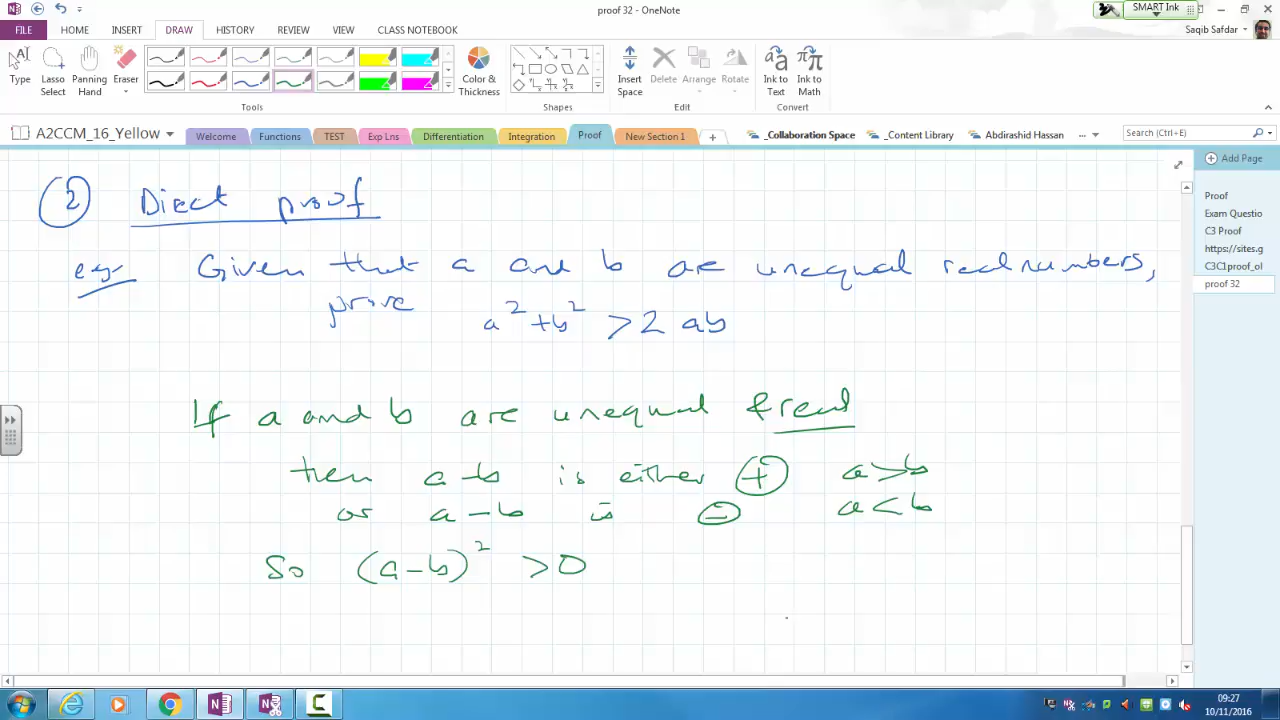 proof 32 - OneNote
SMART Ink
FILE HOME INSERT DRAW HISTORY REVIEW VIEW CLASS NOTEBOOK
Saqib Safdar
Type Lasso Select Panning Hand Eraser Color & Thickness Insert Space Delete Arrange Rotate Ink to Text Ink to Math
Tools Shapes Edit Convert
A2CCM_16_Yellow Welcome Functions TEST Exp Lns Differentiation Integration Proof New Section 1 _Collaboration Space _Content Library Abdirashid Hassan Search (Ctrl+E)
Add Page
Proof
Exam Questio
C3 Proof
https://sites.g
C3C1proof_ol
proof 32
② Direct proof
eg Given that a and b are unequal real numbers,
prove a² + b² > 2ab
If a and b are unequal & real
then a - b is either + a > b
or a - b is - a < b
So (a - b)² > 0
09:27
10/11/2016